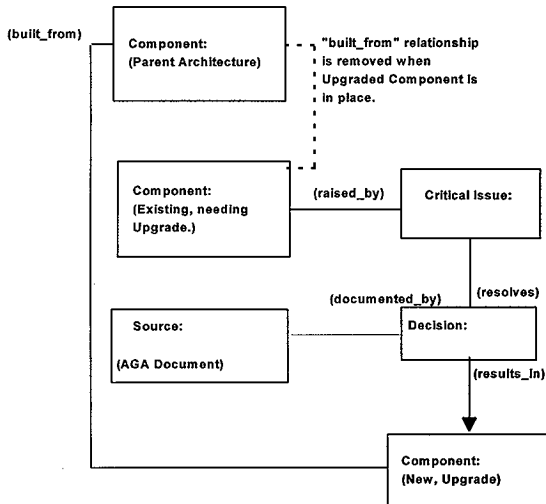 (built_from)
Component:
(Parent Architecture)
"built_from" relationship
is removed when
Upgraded Component is
in place.
Component:
(Existing, needing
Upgrade.)
(raised_by)
Critical Issue:
(documented_by)
(resolves)
Source:
(AGA Document)
Decision:
(results_in)
Component:
(New, Upgrade)